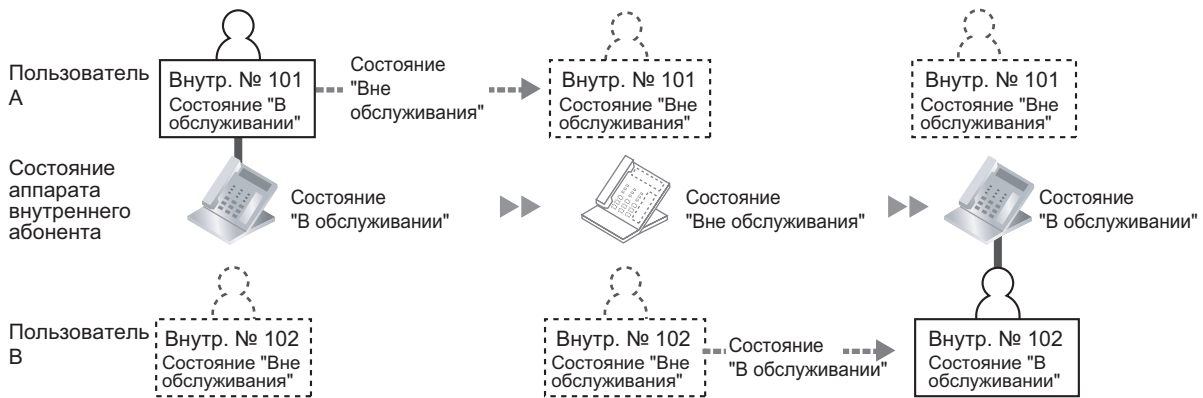 Пользователь
A
Внутр. № 101
Состояние "В
обслуживании"
Состояние
"Вне
обслуживания"
Внутр. № 101
Состояние "Вне
обслуживания"
Внутр. № 101
Состояние "Вне
обслуживания"
Состояние
аппарата
внутреннего
абонента
Состояние
"В обслуживании"
Состояние
"Вне обслуживания"
Состояние
"В обслуживании"
Пользователь
B
Внутр. № 102
Состояние "Вне
обслуживания"
Внутр. № 102
Состояние "Вне
обслуживания"
Состояние
"В обслуживании"
Внутр. № 102
Состояние "В
обслуживании"